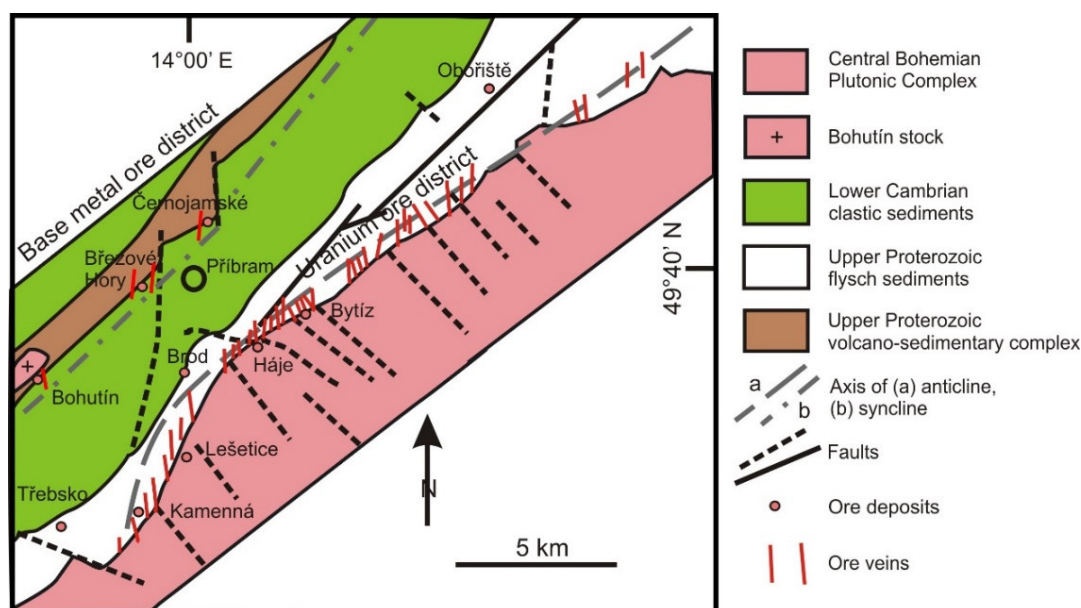 14°00' E
Obořiště
Base metal ore district
Černojamské
Uranium ore district
Březové
Hory
Příbram
49°40' N
Bytíz
+
Brod
Háje
Bohutín
Lešetice
Třebsko
Kamenná
N
5 km
Central Bohemian
Plutonic Complex
+
Bohutín stock
Lower Cambrian
clastic sediments
Upper Proterozoic
flysch sediments
Upper Proterozoic
volcano-sedimentary complex
a
b
Axis of (a) anticline,
(b) syncline
Faults
Ore deposits
Ore veins